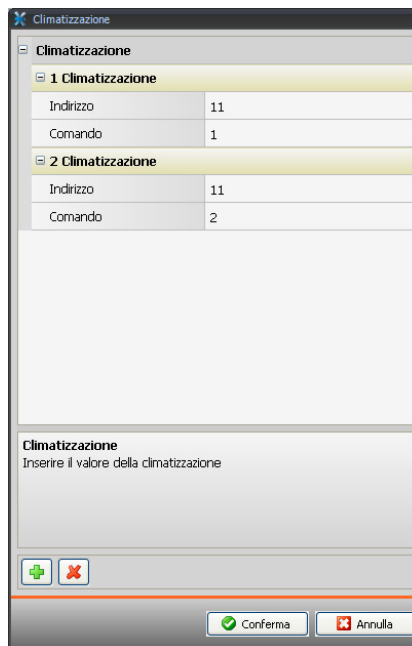 Climatizzazione
Climatizzazione
1 Climatizzazione
Indirizzo 11
Comando 1
2 Climatizzazione
Indirizzo 11
Comando 2
Climatizzazione
Inserire il valore della climatizzazione
Conferma Annulla